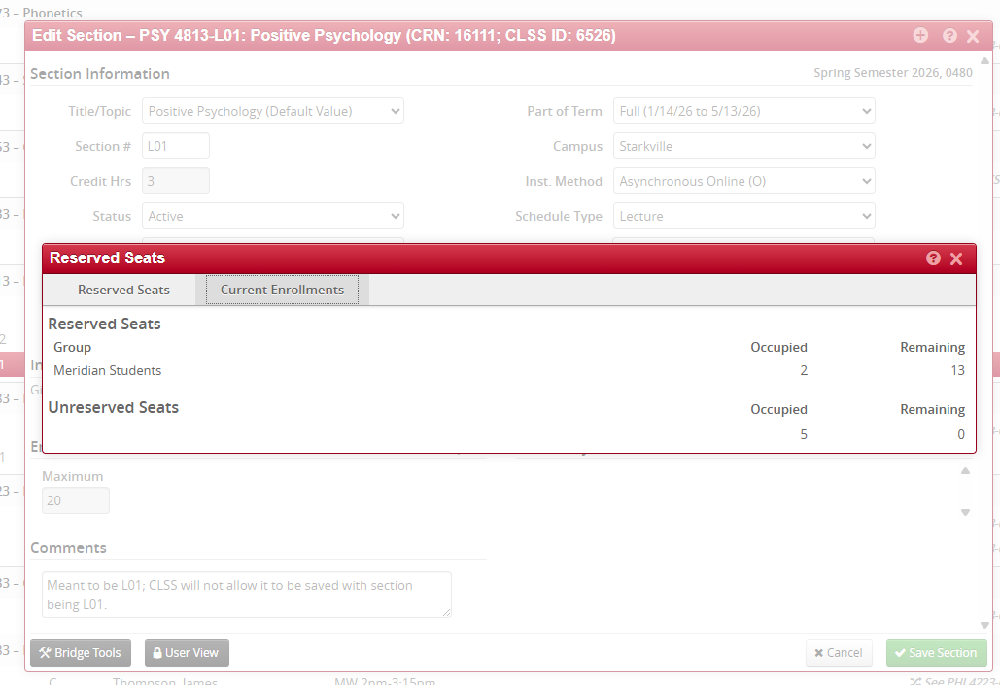 73 – Phonetics
Edit Section – PSY 4813-L01: Positive Psychology (CRN: 16111; CLSS ID: 6526)
Section Information
Spring Semester 2026, 0480
Title/Topic Positive Psychology (Default Value)
Part of Term Full (1/14/26 to 5/13/26)
Section # L01
Campus Starkville
Credit Hrs 3
Inst. Method Asynchronous Online (O)
Status Active
Schedule Type Lecture
Reserved Seats
Reserved Seats Current Enrollments
Reserved Seats
Group Occupied Remaining
Meridian Students 2 13
Unreserved Seats Occupied Remaining
5 0
Maximum
20
Comments
Meant to be L01; CLSS will not allow it to be saved with section
being L01.
Bridge Tools User View Cancel Save Section
C Thompson, James MW 2pm-3:15pm See PHI 4223-